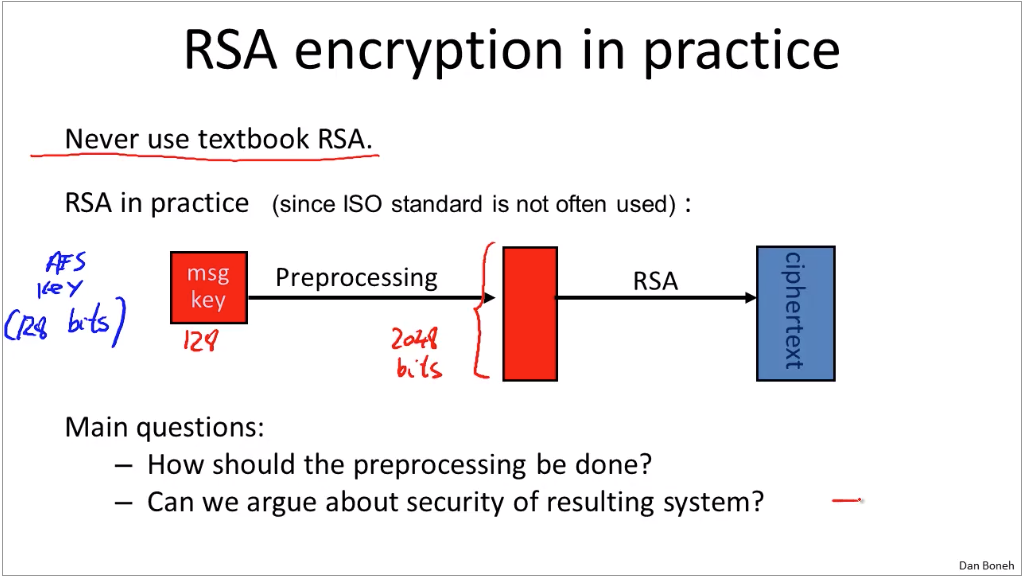 RSA encryption in practice
Never use textbook RSA.
RSA in practice (since ISO standard is not often used) :
AES
key
(128 bits)
msg
key
128
Preprocessing
2048
bits
RSA
ciphertext
Main questions:
– How should the preprocessing be done?
– Can we argue about security of resulting system?
Dan Boneh